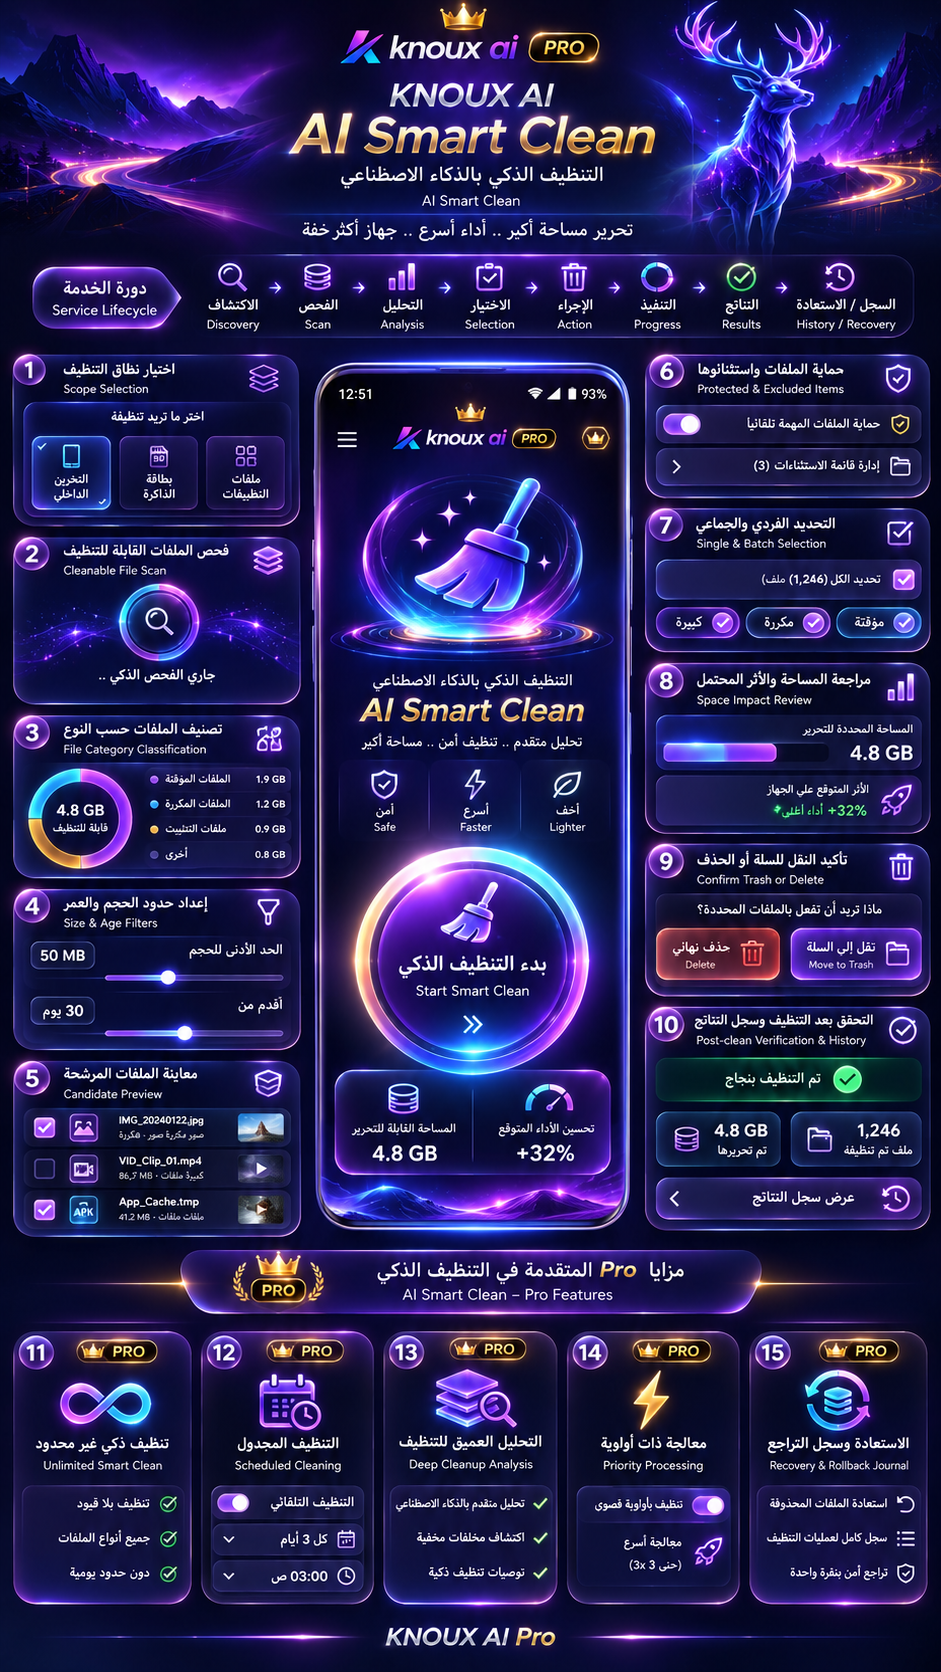 knoux ai PRO
KNOUX AI
AI Smart Clean
التنظيف الذكي بالذكاء الاصطناعي
AI Smart Clean
تحرير مساحة أكبر .. أداء أسرع .. جهاز أكثر خفة
دورة الخدمة
Service Lifecycle
الاكتشاف
Discovery
الفحص
Scan
التحليل
Analysis
الاختيار
Selection
الإجراء
Action
التنفيذ
Progress
النتائج
Results
السجل / الاستعادة
History / Recovery
1
اختيار نطاق التنظيف
Scope Selection
اختر ما تريد تنظيفة
التخزين الداخلي
بطاقة الذاكرة
ملفات التطبيقات
2
فحص الملفات القابلة للتنظيف
Cleanable File Scan
جاري الفحص الذكي ..
3
تصنيف الملفات حسب النوع
File Category Classification
4.8 GB
قابلة للتنظيف
الملفات المؤقتة 1.9 GB
الملفات المكررة 1.2 GB
ملفات التثبيت 0.9 GB
أخرى 0.8 GB
4
إعداد حدود الحجم والعمر
Size & Age Filters
الحد الأدنى للحجم
50 MB
أقدم من
30 يوم
5
معاينة الملفات المرشحة
Candidate Preview
IMG_20240122.jpg
VID_Clip_01.mp4
86,7 MB
App_Cache.tmp
APK
41.2 MB
12:51
93%
knoux ai PRO
التنظيف الذكي بالذكاء الاصطناعي
AI Smart Clean
تحليل متقدم .. تنظيف أمن .. مساحة أكبر
أمن
Safe
أسرع
Faster
أخف
Lighter
بدء التنظيف الذكي
Start Smart Clean
المساحة القابلة للتحرير
4.8 GB
تحسين الأداء المتوقع
+32%
6
حماية الملفات واستثنائوها
Protected & Excluded Items
حماية الملفات المهمة تلقائياً
إدارة قائمة الاستثناءات (3)
7
التحديد الفردي والجماعي
Single & Batch Selection
تحديد الكل (1,246 ملف)
مؤقتة
مكررة
كبيرة
8
مراجعة المساحة والأثر المحتمل
Space Impact Review
المساحة المحددة للتحرير
4.8 GB
الأثر المتوقع علي الجهاز
+32% أداء أعلى
9
تأكيد النقل للسلة أو الحذف
Confirm Trash or Delete
ماذا تريد أن تفعل بالملفات المحددة؟
حذف نهاني
Delete
تقل إلي السلة
Move to Trash
10
التحقق بعد التنظيف وسجل النتائج
Post-clean Verification & History
تم التنظيف بنجاح
4.8 GB
تم تحريرها
1,246
ملف تم تنظيفة
عرض سجل النتائج
PRO
مزايا Pro المتقدمة في التنظيف الذكي
AI Smart Clean – Pro Features
11
PRO
تنظيف ذكي غير محدود
Unlimited Smart Clean
تنظيف بلا قيود
جميع أنواع الملفات
دون حدود يومية
12
PRO
التنظيف المجدول
Scheduled Cleaning
التنظيف التلقائي
كل 3 أيام
03:00 ص
13
PRO
التحليل العميق للتنظيف
Deep Cleanup Analysis
تحليل متقدم بالذكاء الاصطناعي
اكتشاف مخلفات مخفية
توصيات تنظيف ذكية
14
PRO
معالجة ذات أولوية
Priority Processing
تنظيف بأولوية قصوى
معالجة أسرع
(حتى 3x)
15
PRO
الاستعادة وسجل التراجع
Recovery & Rollback Journal
استعادة الملفات المحذوفة
سجل كامل لعمليات التنظيف
تراجع أمن بنقرة واحدة
KNOUX AI Pro